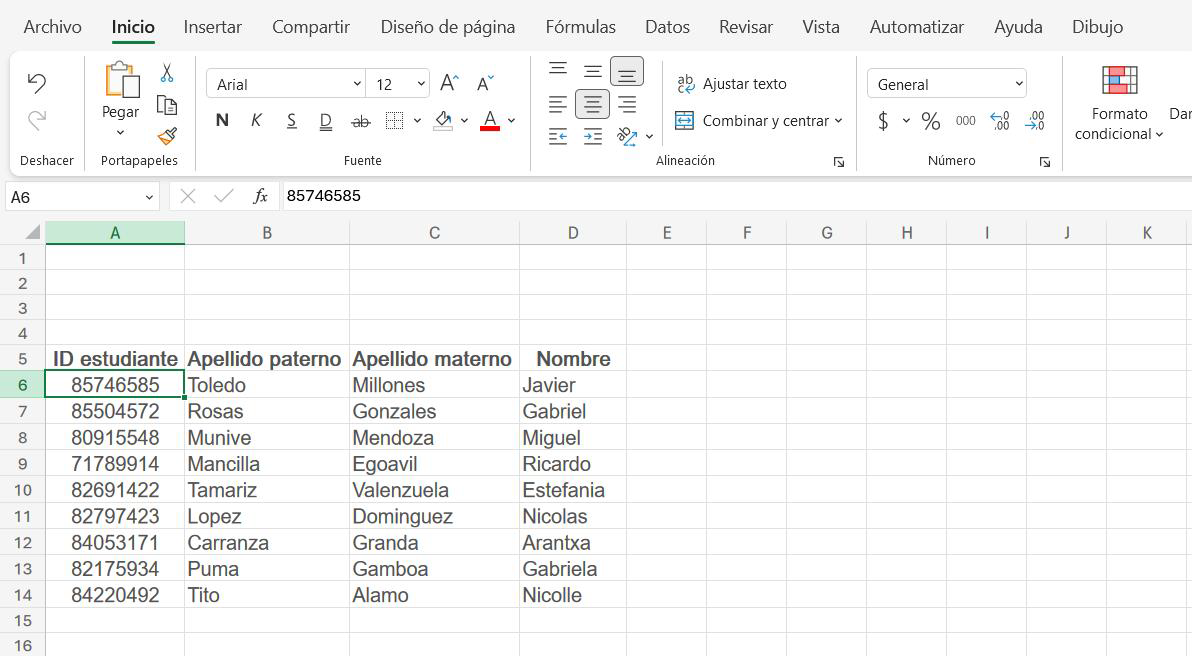 Archivo Inicio Insertar Compartir Diseño de página Fórmulas Datos Revisar Vista Automatizar Ayuda Dibujo
Arial 12 A^ Aˇ ab Ajustar texto General
Pegar N K S D ab A Combinar y centrar $ % 000 ,00 ,00 Formato condicional Dar
Deshacer Portapapeles Fuente Alineación Número
A6 fx 85746585
A B C D E F G H I J K
1
2
3
4
5 ID estudiante Apellido paterno Apellido materno Nombre
6 85746585 Toledo Millones Javier
7 85504572 Rosas Gonzales Gabriel
8 80915548 Munive Mendoza Miguel
9 71789914 Mancilla Egoavil Ricardo
10 82691422 Tamariz Valenzuela Estefania
11 82797423 Lopez Dominguez Nicolas
12 84053171 Carranza Granda Arantxa
13 82175934 Puma Gamboa Gabriela
14 84220492 Tito Alamo Nicolle
15
16